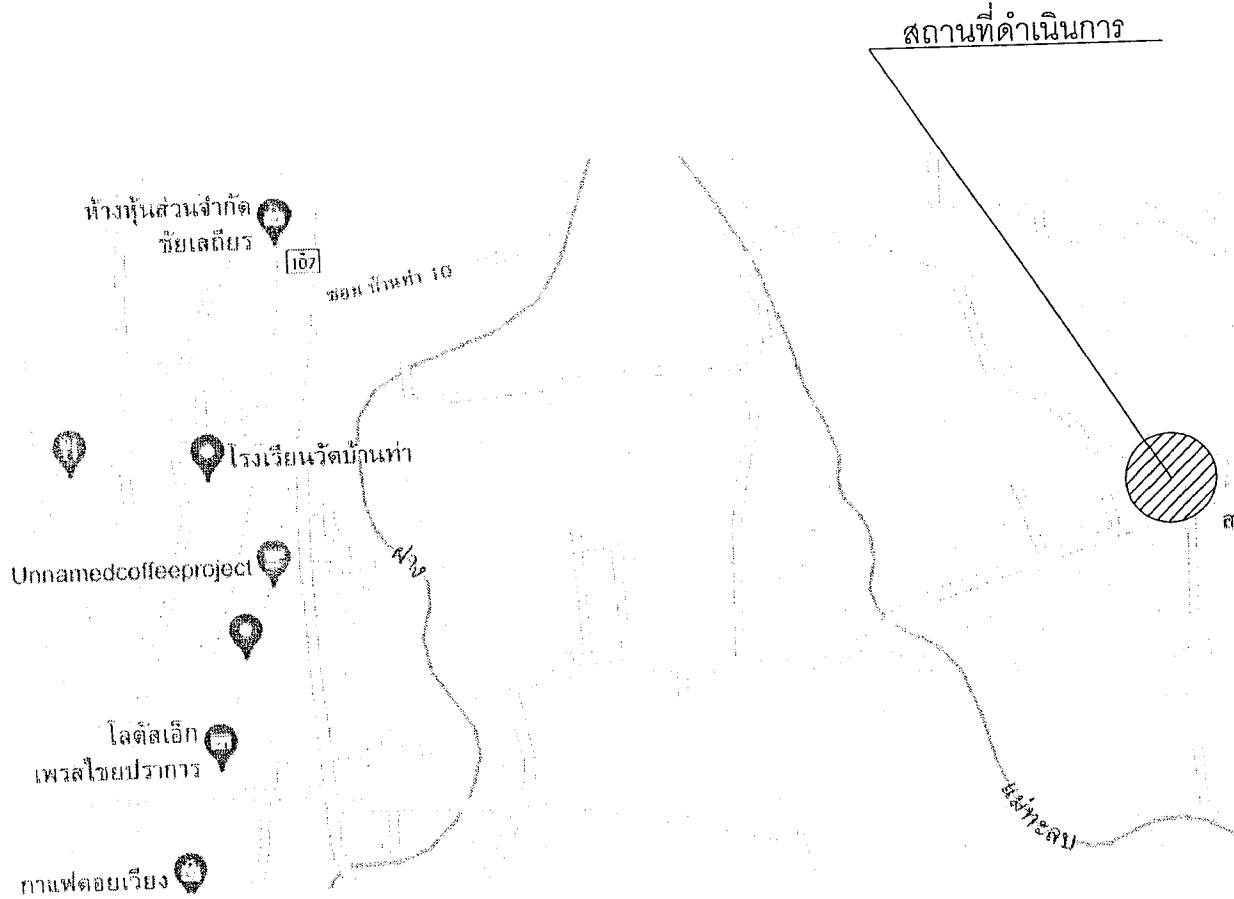 สถานที่ดำเนินการ
ห้างหุ้นส่วนจำกัด
ชัยเสถียร
107
ซอย บ้านท่า 10
โรงเรียนวัดบ้านท่า
ฝาง
Unnamedcoffeeproject
โลตัสเอ็ก
เพรสไชยปราการ
แม่ทะลบ
กาแฟดอยเวียง
ส